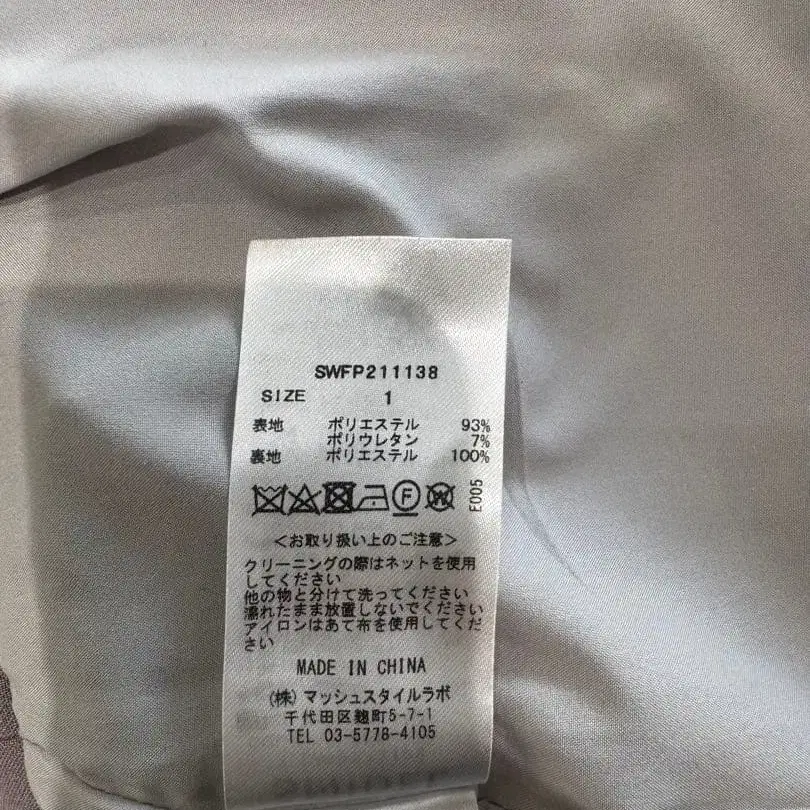 SWFP211138
SIZE 1
表地 ポリエステル 93%
ポリウレタン 7%
裏地 ポリエステル 100%
F W E005
<お取り扱い上のご注意>
クリーニングの際はネットを使用
してください
他の物と分けて洗ってください
濡れたまま放置しないでください
アイロンはあて布を使用してくだ
さい
MADE IN CHINA
(株)マッシュスタイルラボ
千代田区麹町5-7-1
TEL 03-5778-4105